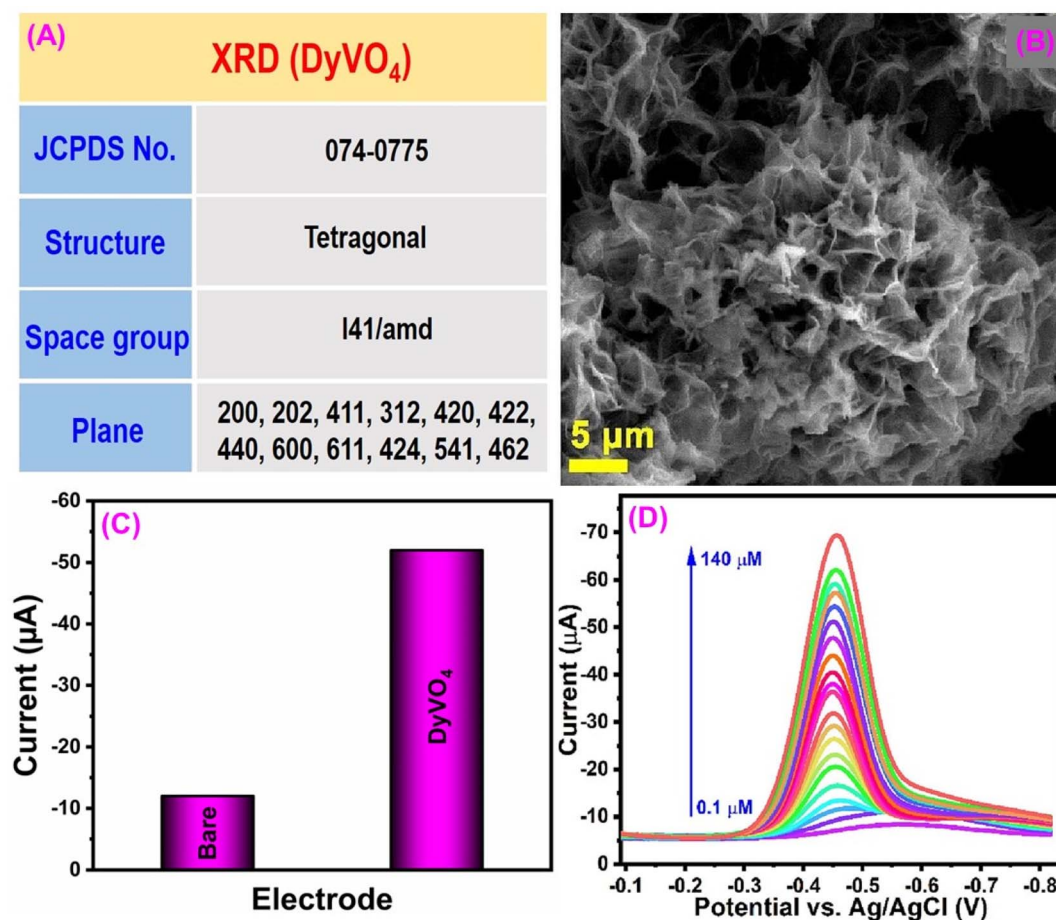 (A)
XRD (DyVO₄)
JCPDS No.
074-0775
Structure
Tetragonal
Space group
I41/amd
Plane
200, 202, 411, 312, 420, 422,
440, 600, 611, 424, 541, 462
(B)
5 µm
(C)
-60
-50
-40
-30
-20
-10
0
Current (µA)
Bare
DyVO₄
Electrode
(D)
-70
-60
-50
-40
-30
-20
-10
0
Current (µA)
140 µM
0.1 µM
-0.1 -0.2 -0.3 -0.4 -0.5 -0.6 -0.7 -0.8
Potential vs. Ag/AgCl (V)